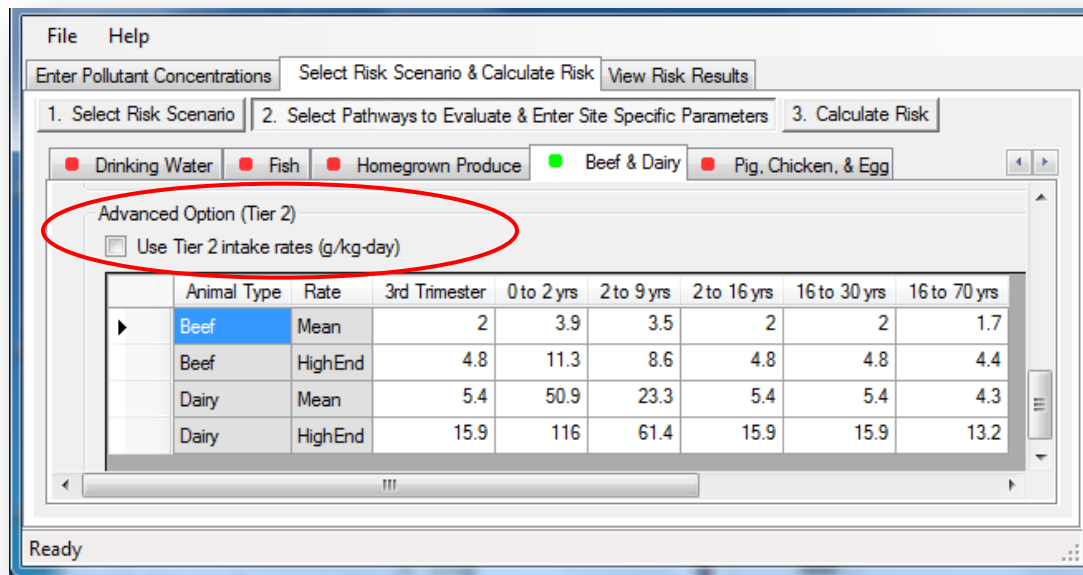 File Help
Enter Pollutant Concentrations Select Risk Scenario & Calculate Risk View Risk Results
1. Select Risk Scenario 2. Select Pathways to Evaluate & Enter Site Specific Parameters 3. Calculate Risk
Drinking Water Fish Homegrown Produce Beef & Dairy Pig, Chicken, & Egg
Advanced Option (Tier 2)
Use Tier 2 intake rates (g/kg-day)
Animal Type Rate 3rd Trimester 0 to 2 yrs 2 to 9 yrs 2 to 16 yrs 16 to 30 yrs 16 to 70 yrs
Beef Mean 2 3.9 3.5 2 2 1.7
Beef HighEnd 4.8 11.3 8.6 4.8 4.8 4.4
Dairy Mean 5.4 50.9 23.3 5.4 5.4 4.3
Dairy HighEnd 15.9 116 61.4 15.9 15.9 13.2
Ready